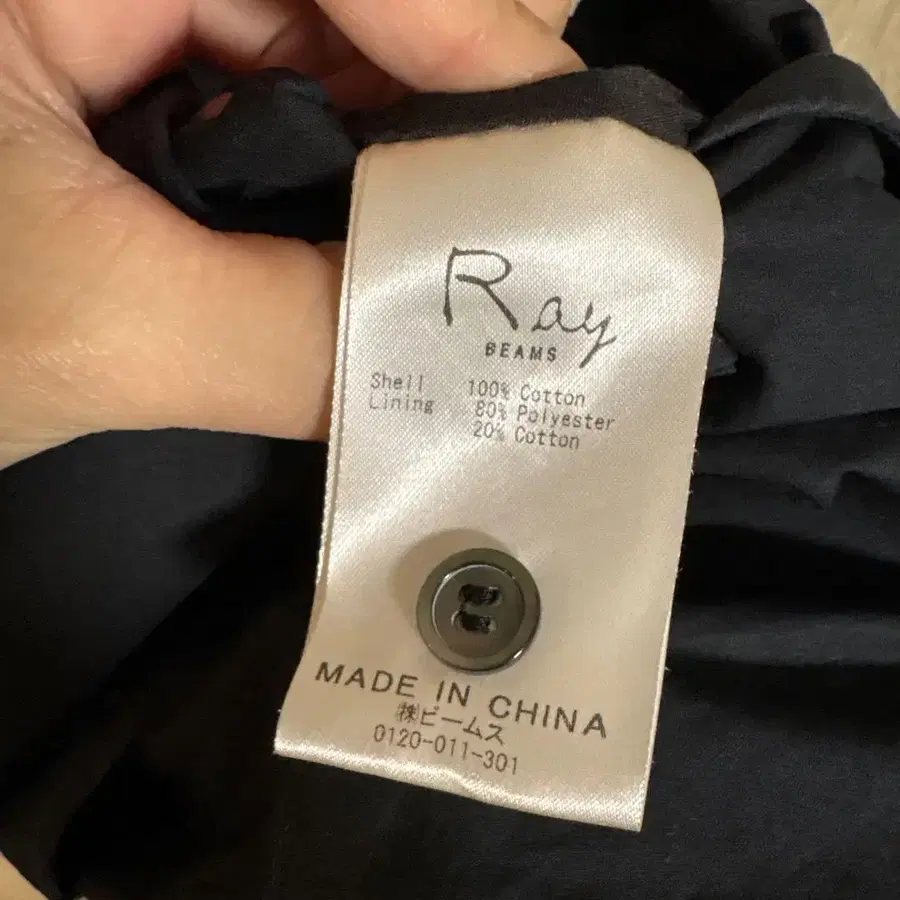 Ray
BEAMS
Shell 100% Cotton
Lining 80% Polyester
20% Cotton
MADE IN CHINA
㈱ビームス
0120-011-301